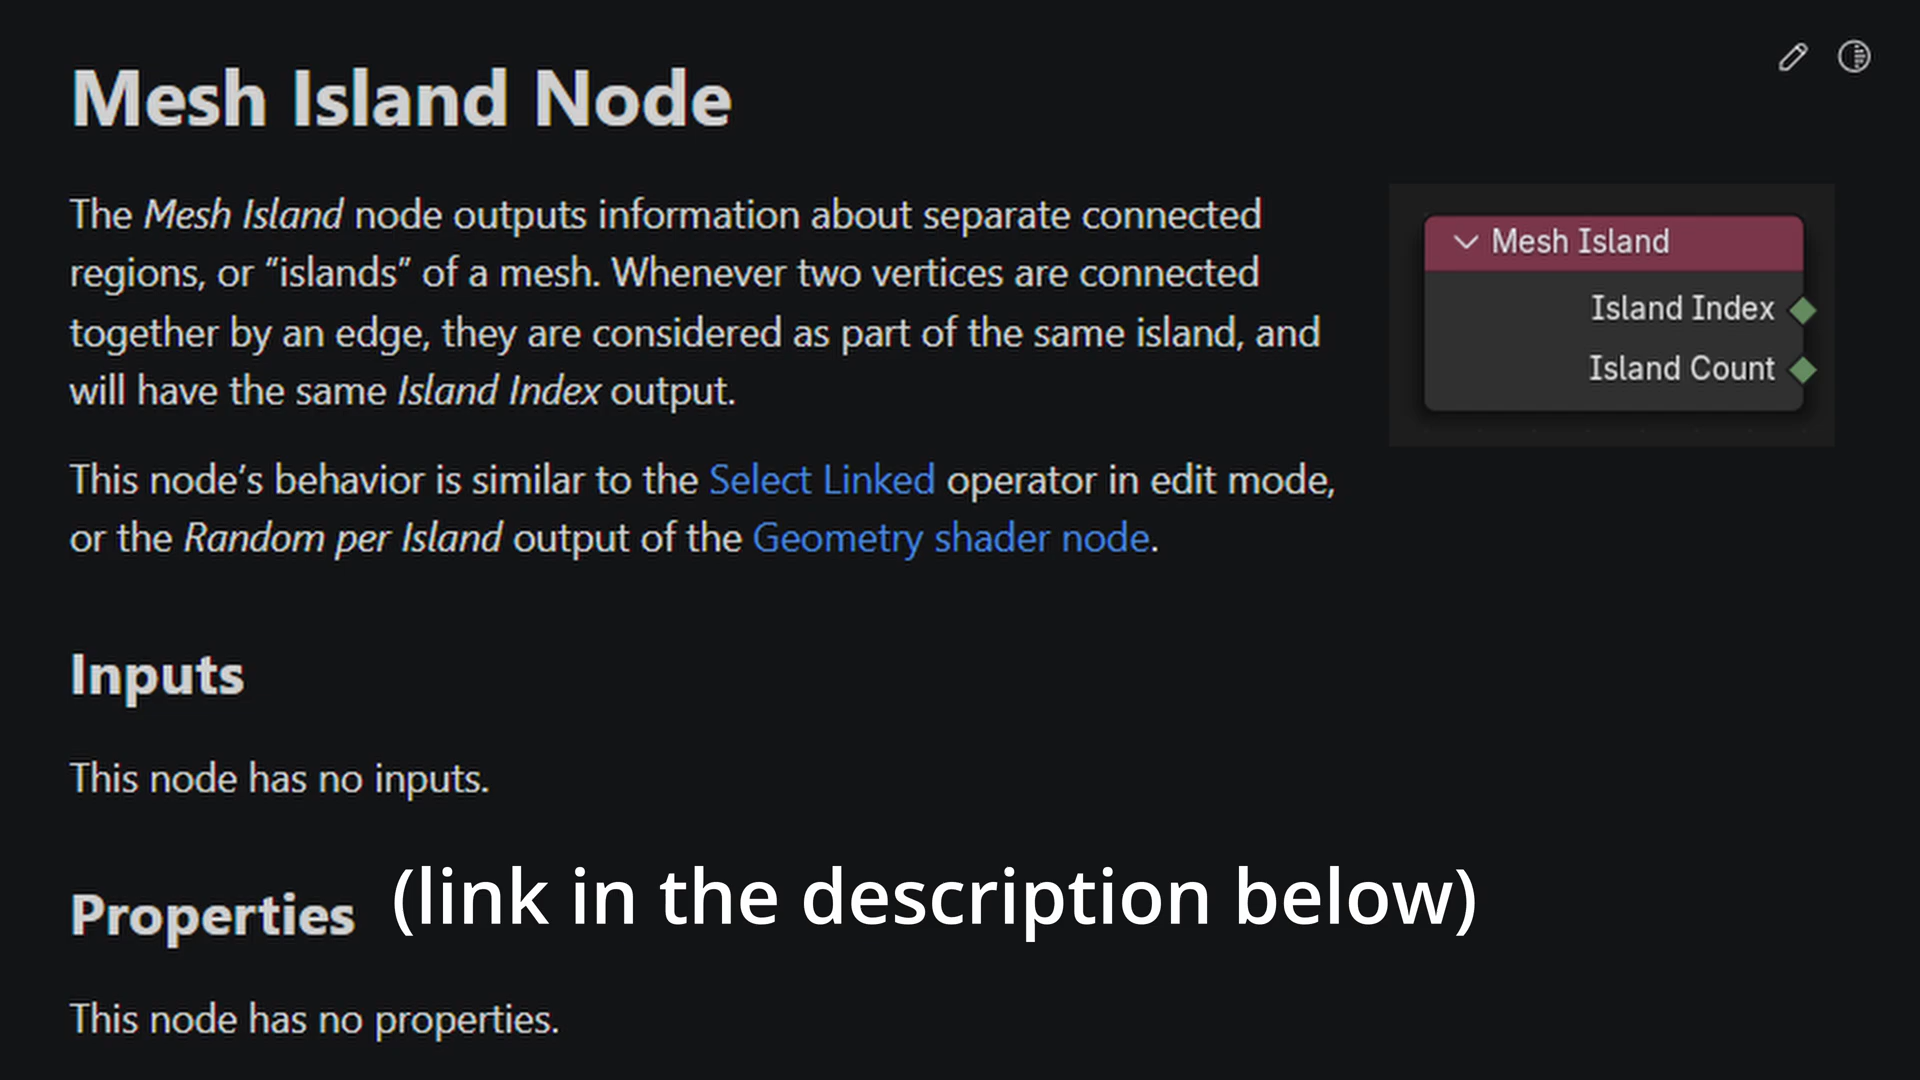 Mesh Island Node
The Mesh Island node outputs information about separate connected
regions, or “islands” of a mesh. Whenever two vertices are connected
together by an edge, they are considered as part of the same island, and
will have the same Island Index output.
Mesh Island
Island Index
Island Count
This node’s behavior is similar to the Select Linked operator in edit mode,
or the Random per Island output of the Geometry shader node.
Inputs
This node has no inputs.
Properties
(link in the description below)
This node has no properties.